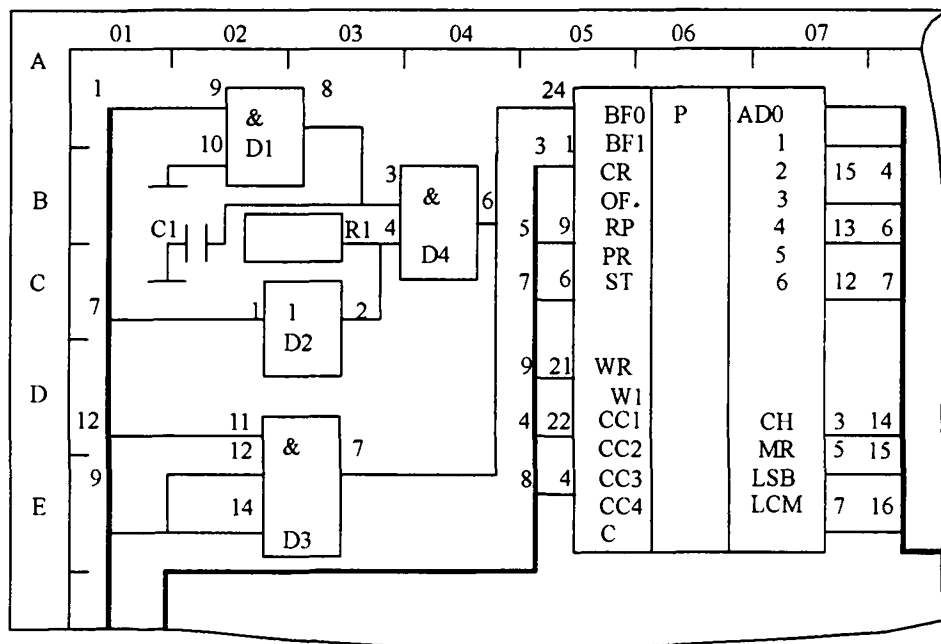 01 02 03 04 05 06 07
A
1 9 8 24
& BF0 P AD0
D1 BF1 1
10 3 1 CR 2 15 4
3 & 6 OF. 3
B
C1 R1 4 D4 5 9 RP 4 13 6
PR 5
C 7 6 ST 6 12 7
7 1 1 2
D2
9 21 WR
D W1
12 11 4 22 CC1 CH 3 14
12 & 7 CC2 MR 5 15
9 8 4 CC3 LSB
E 14 CC4 LCM 7 16
D3 C